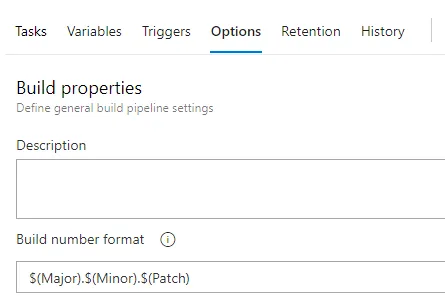 Tasks Variables Triggers Options Retention History
Build properties
Define general build pipeline settings
Description
Build number format
$(Major).$(Minor).$(Patch)